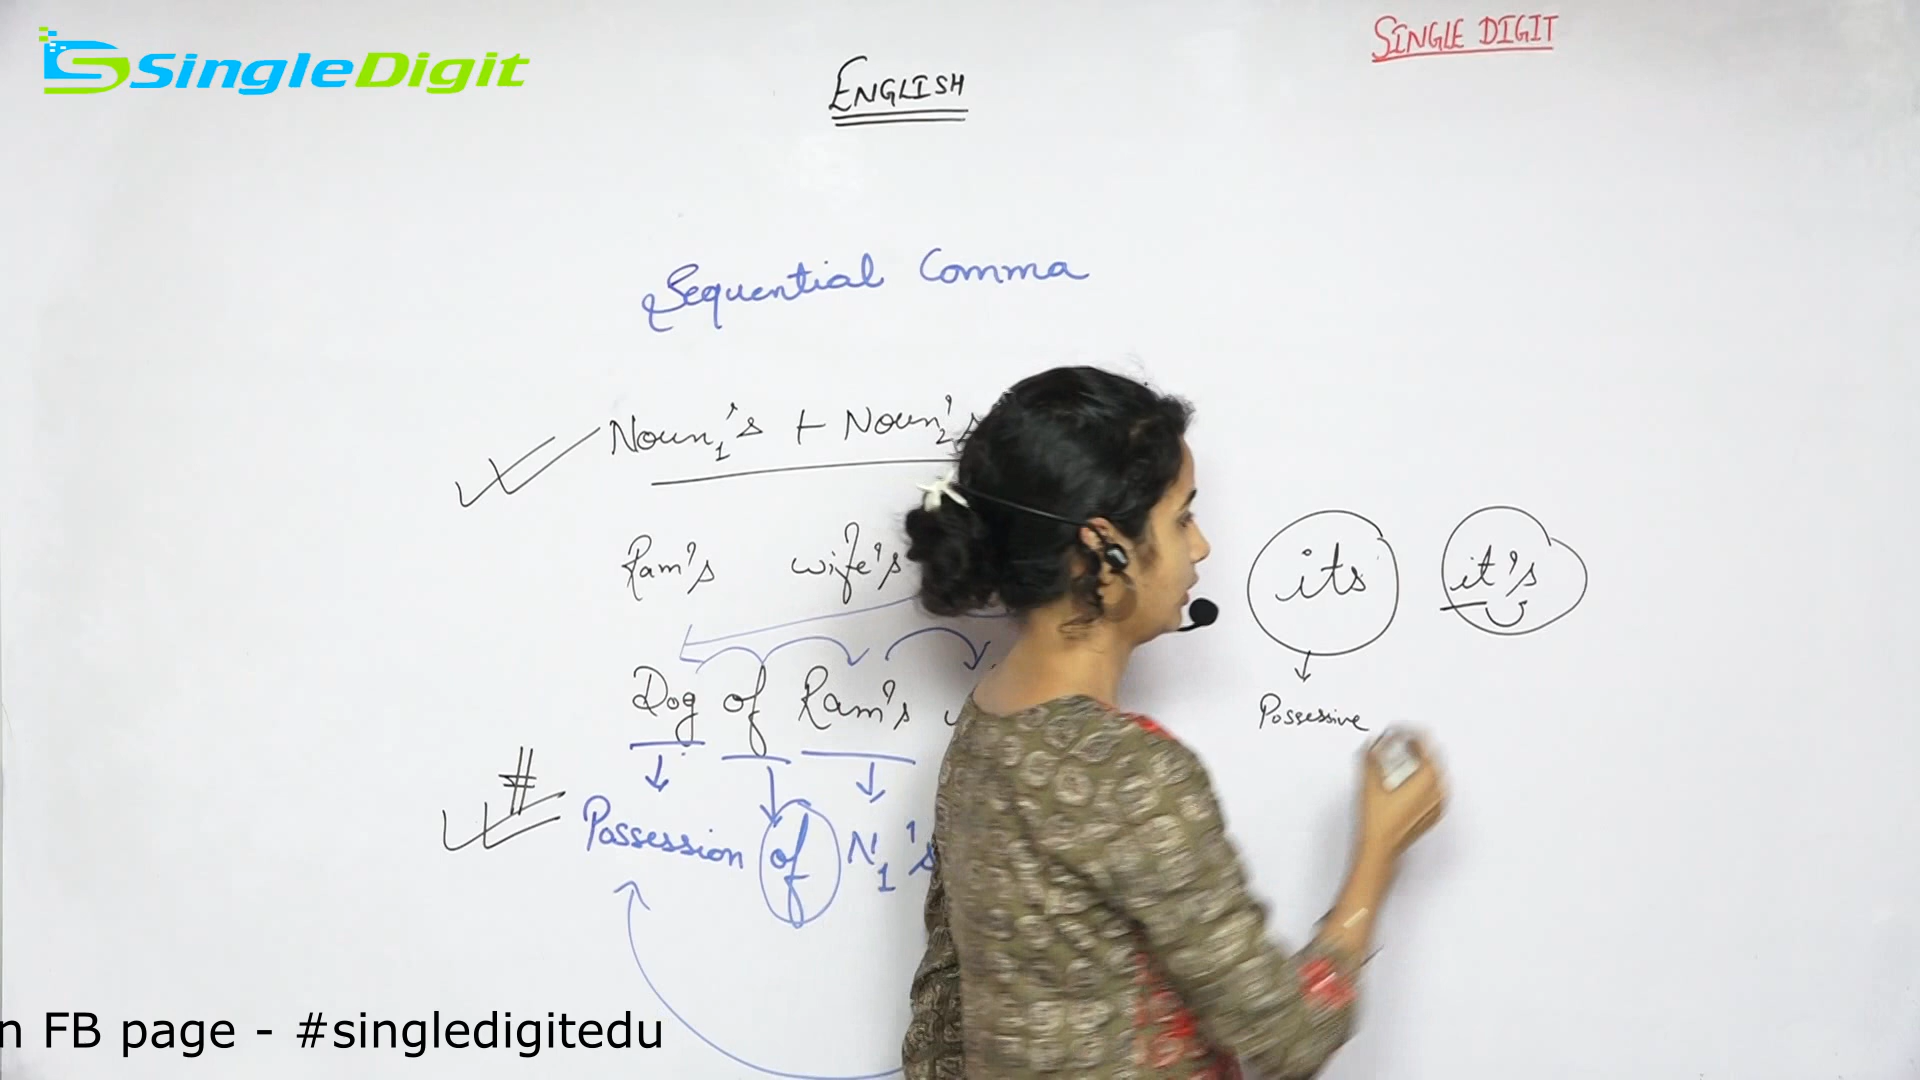 SingleDigit
SINGLE DIGIT
ENGLISH
Sequential Comma
Noun₁'s + Noun₂'s
Ram's wife's
its it's
Dog of Ram's
Possessive
#
Possession of N₁'s
n FB page - #singledigitedu